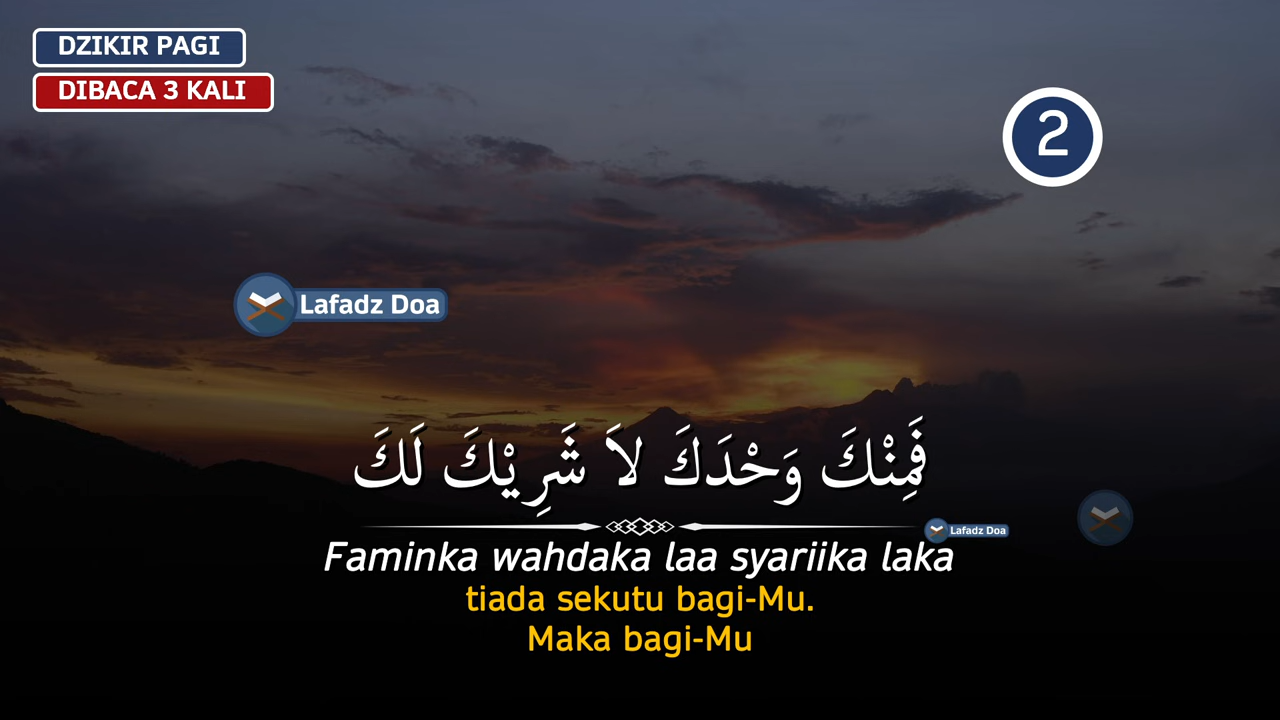 DZIKIR PAGI
DIBACA 3 KALI
2
Lafadz Doa
فَمِنْكَ وَحْدَكَ لاَ شَرِيْكَ لَكَ
Lafadz Doa
Faminka wahdaka laa syariika laka
tiada sekutu bagi-Mu.
Maka bagi-Mu